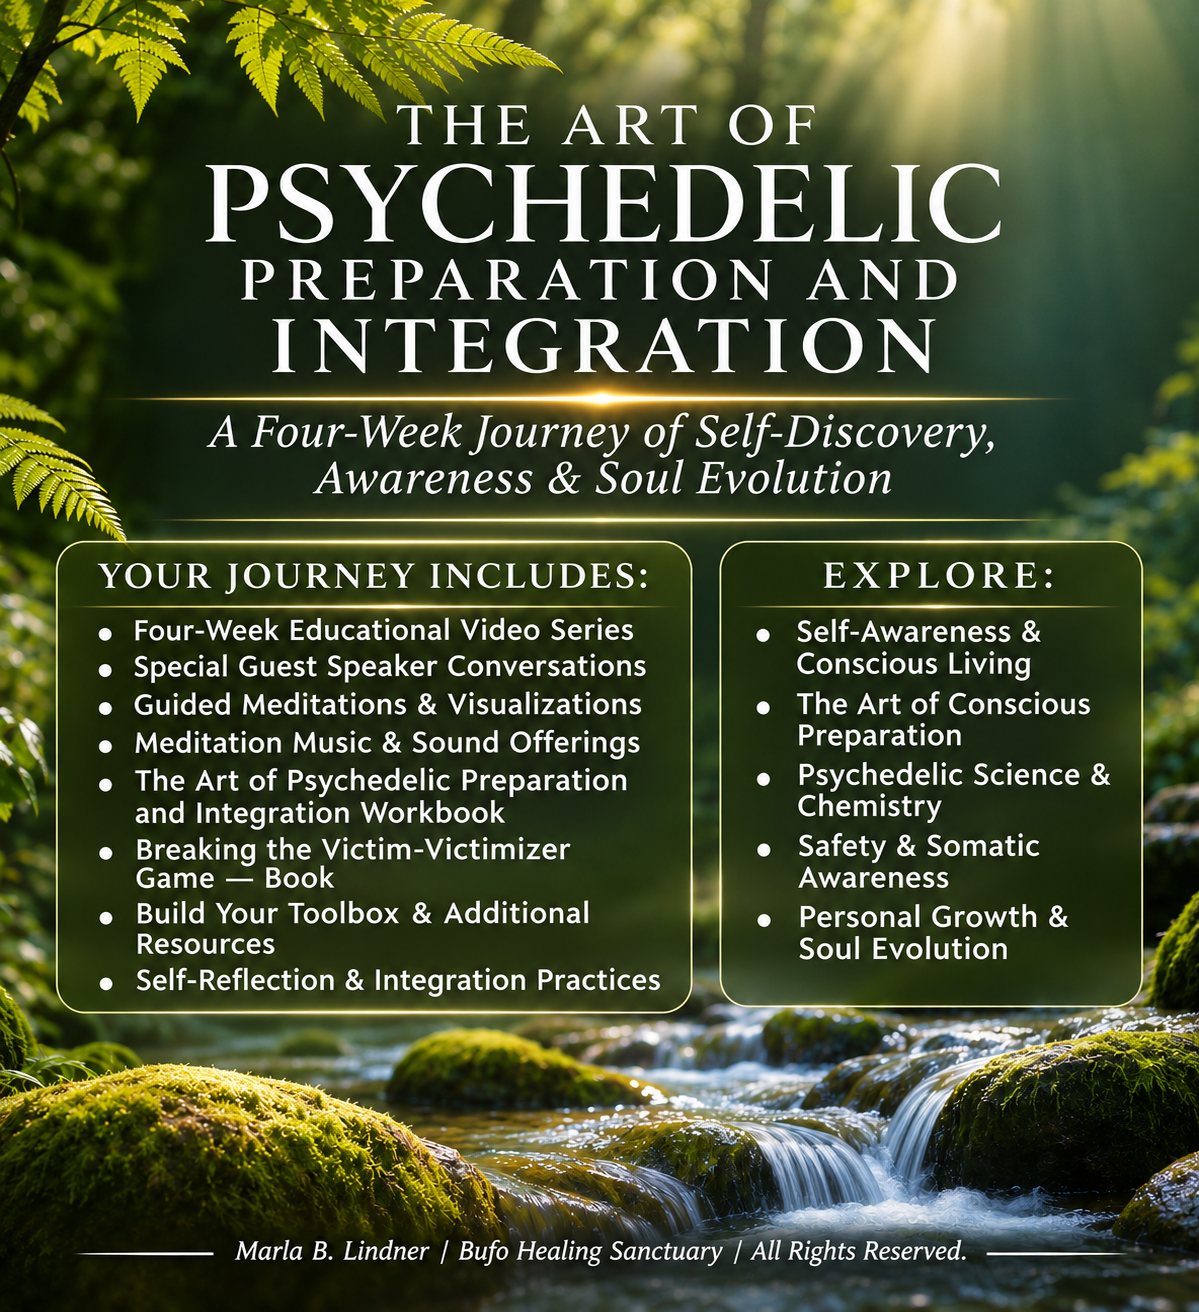 THE ART OF
PSYCHEDELIC
PREPARATION AND
INTEGRATION
A Four-Week Journey of Self-Discovery,
Awareness & Soul Evolution
YOUR JOURNEY INCLUDES:
• Four-Week Educational Video Series
• Special Guest Speaker Conversations
• Guided Meditations & Visualizations
• Meditation Music & Sound Offerings
• The Art of Psychedelic Preparation
and Integration Workbook
• Breaking the Victim-Victimizer
Game — Book
• Build Your Toolbox & Additional
Resources
• Self-Reflection & Integration Practices
EXPLORE:
• Self-Awareness &
Conscious Living
• The Art of Conscious
Preparation
• Psychedelic Science &
Chemistry
• Safety & Somatic
Awareness
• Personal Growth &
Soul Evolution
Marla B. Lindner / Bufo Healing Sanctuary / All Rights Reserved.